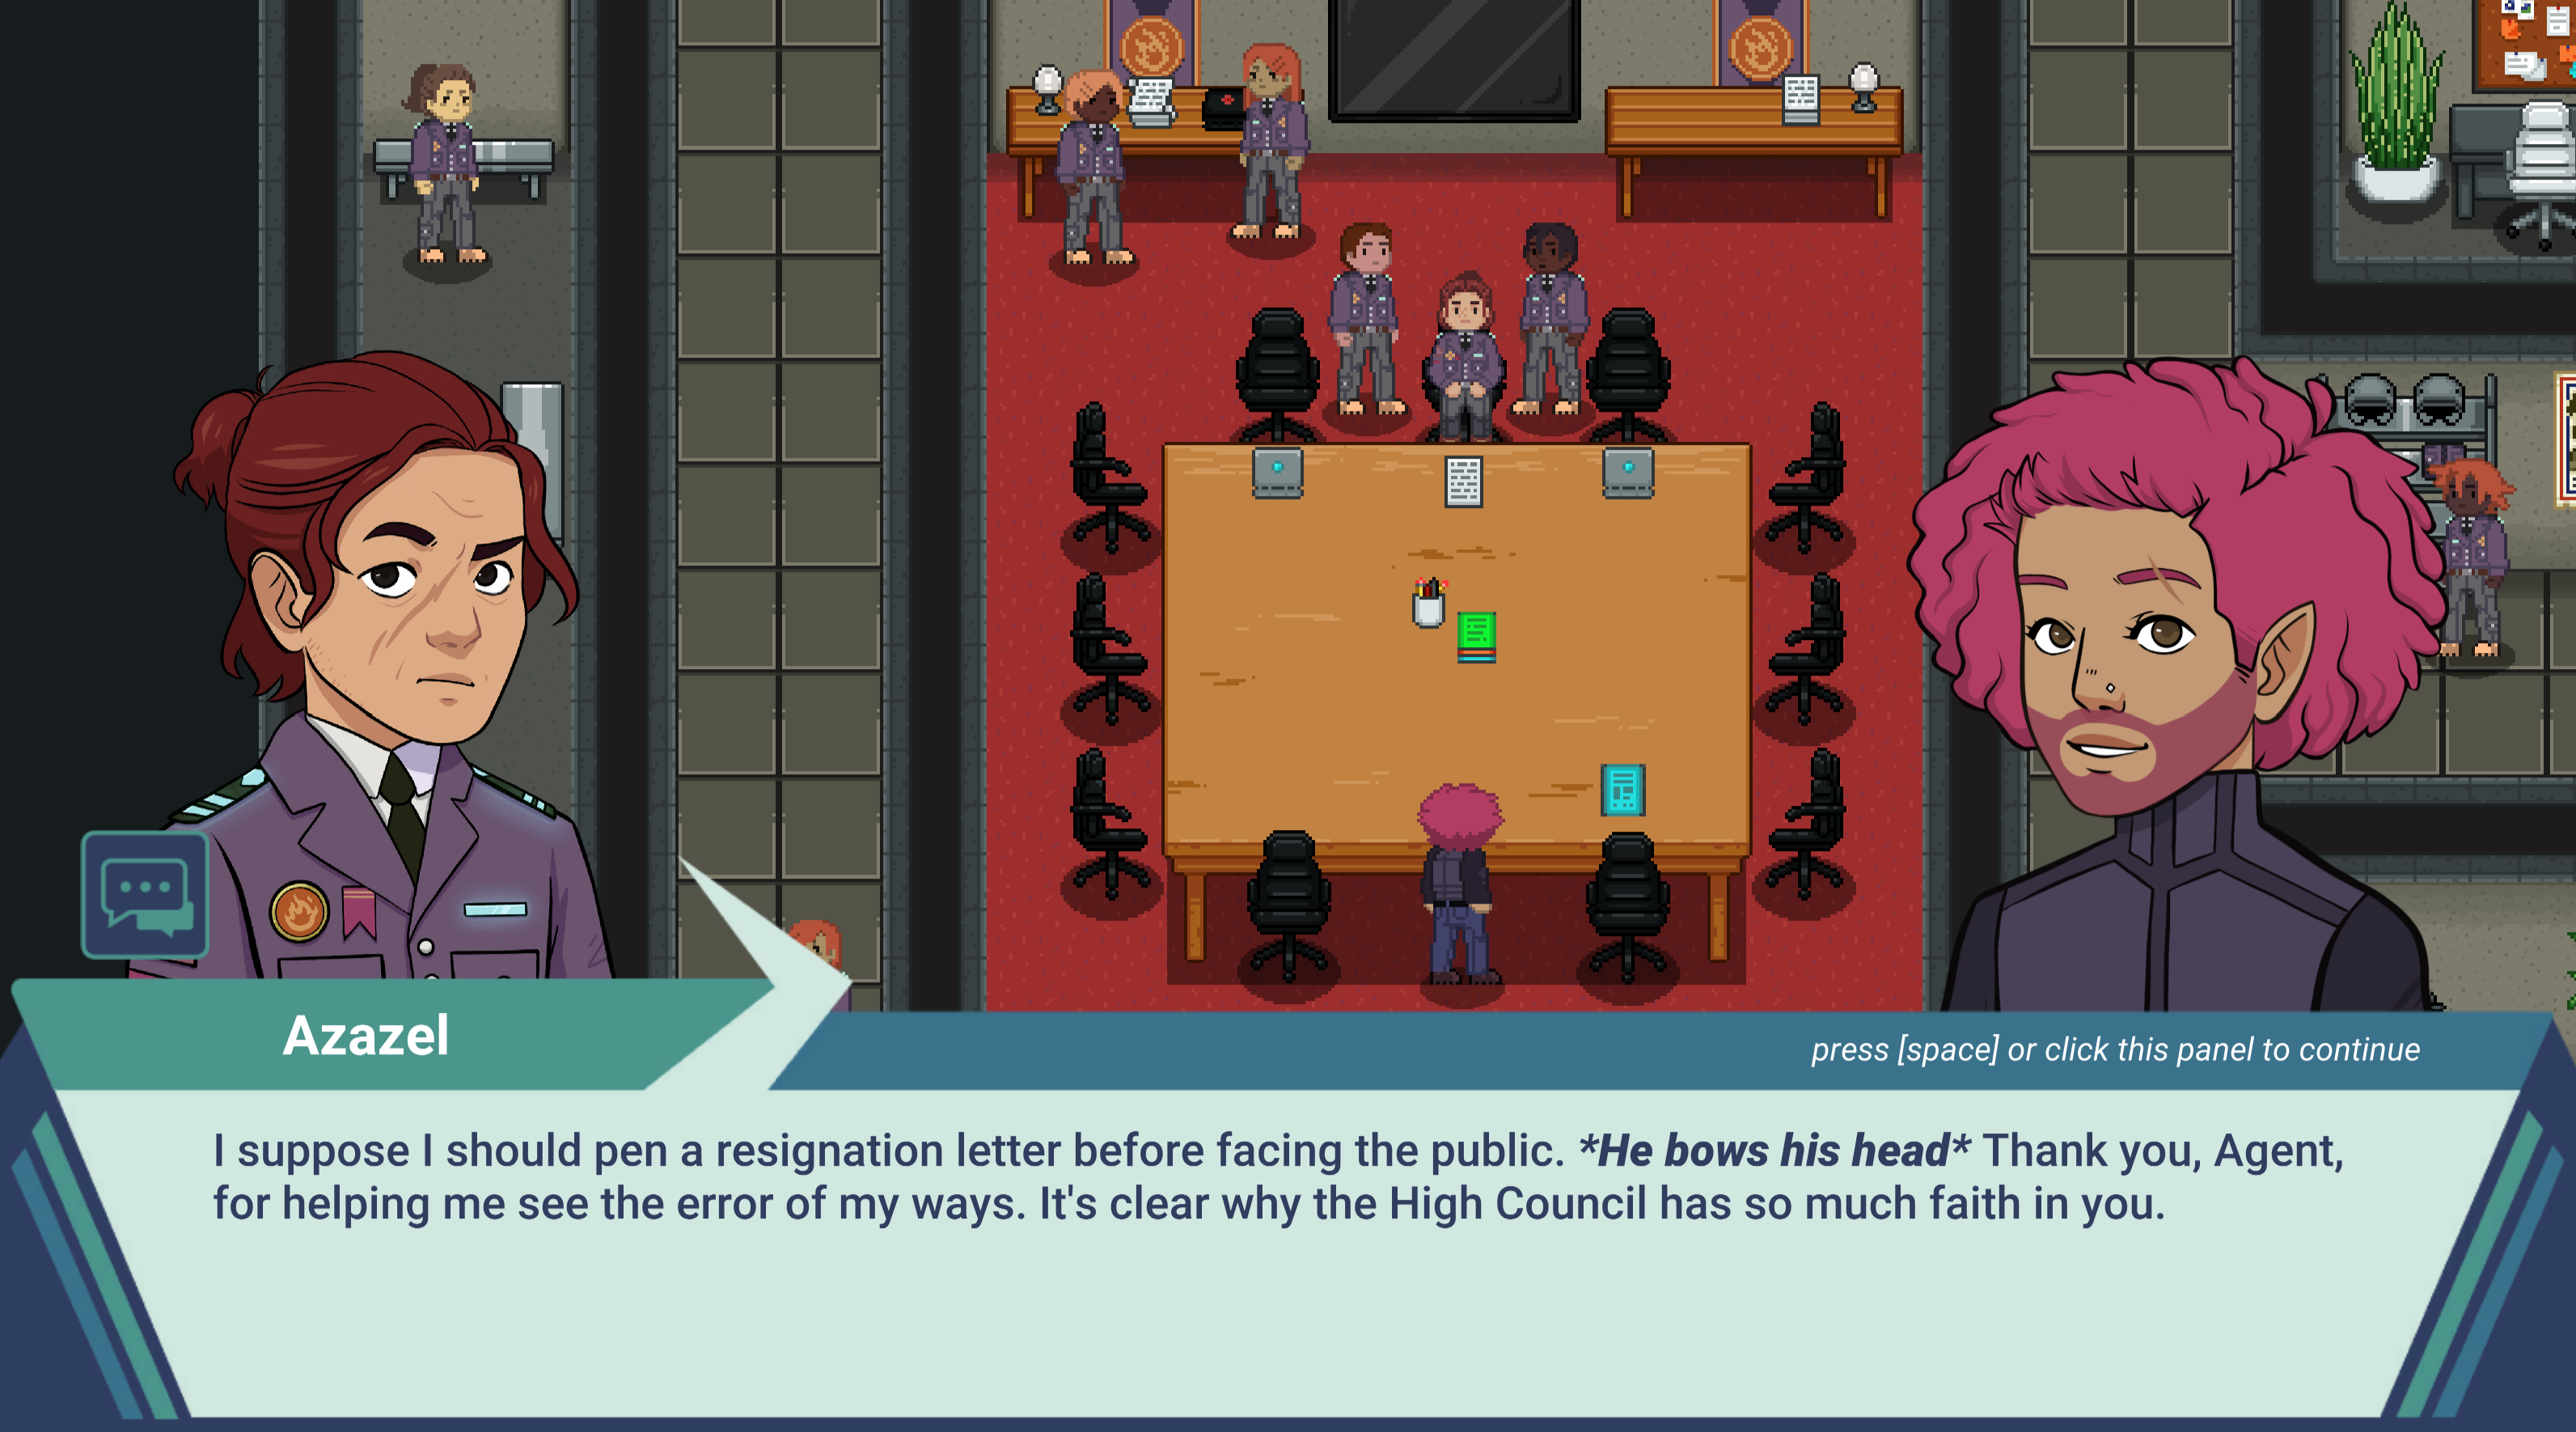 Azazel
press [space] or click this panel to continue
I suppose I should pen a resignation letter before facing the public. *He bows his head* Thank you, Agent,
for helping me see the error of my ways. It's clear why the High Council has so much faith in you.